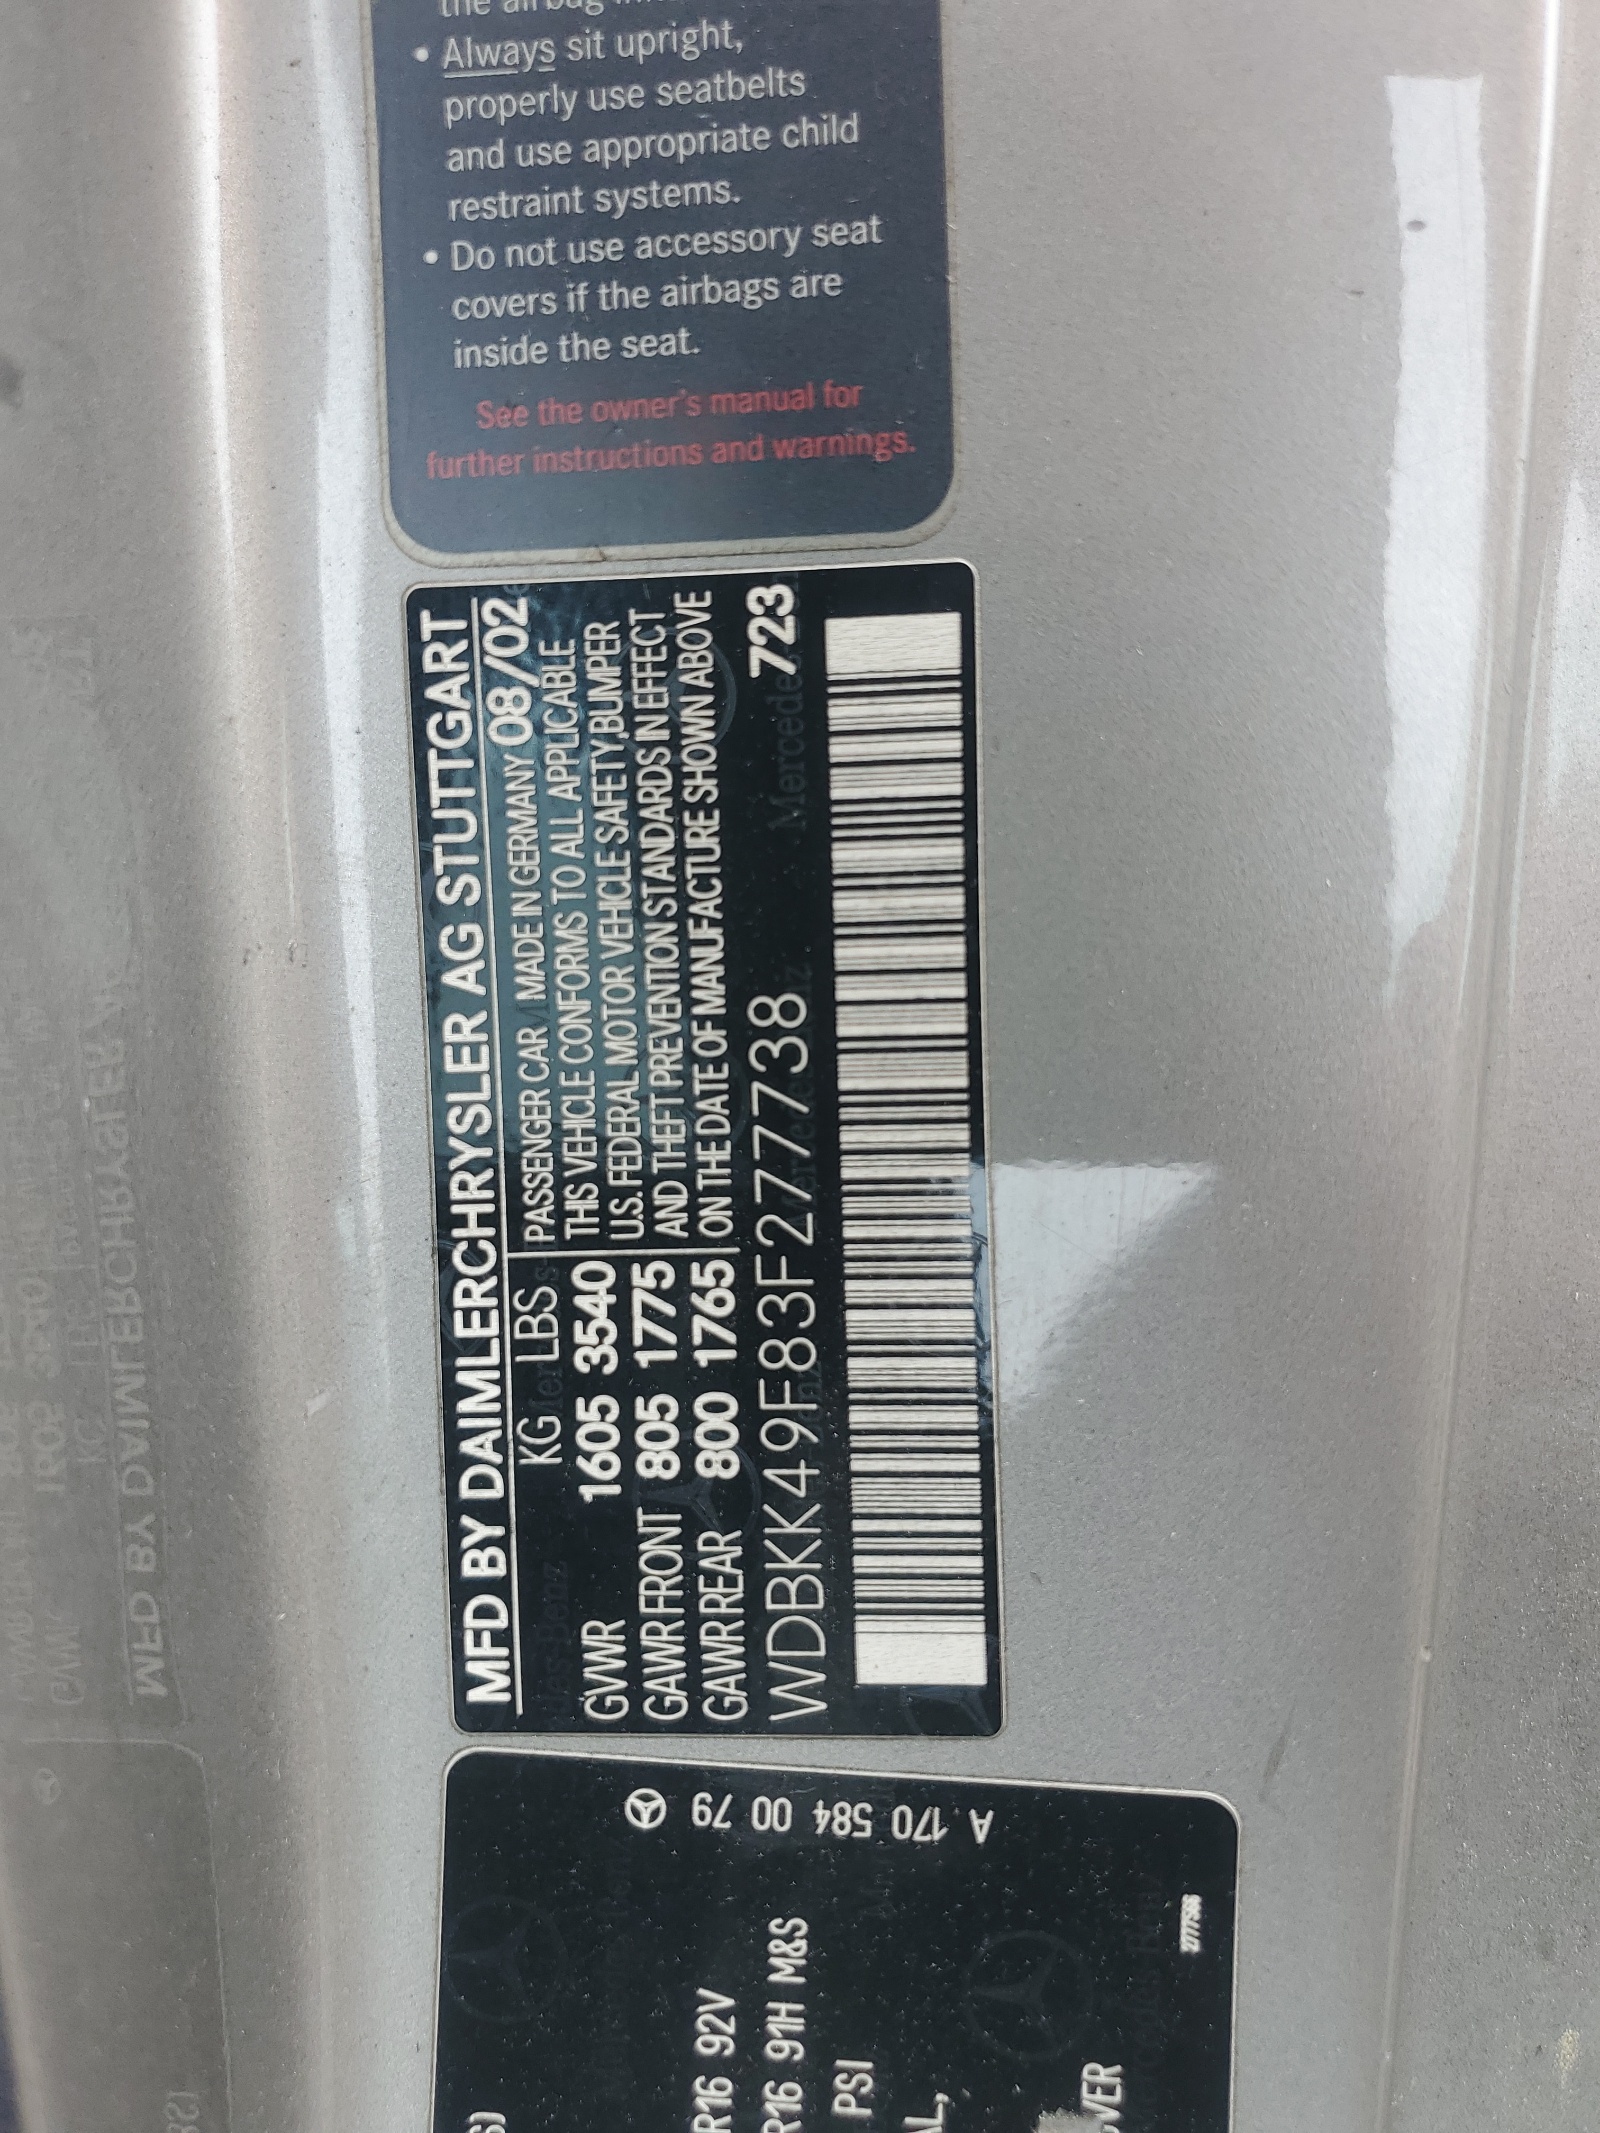 • Always sit upright,
properly use seatbelts
and use appropriate child
restraint systems.
• Do not use accessory seat
covers if the airbags are
inside the seat.
See the owner's manual for
further instructions and warnings.
MFD BY DAIMLERCHRYSLER AG STUTTGART
KG LBS
GVWR 1605 3540
GAWR FRONT 805 1775
GAWR REAR 800 1765
PASSENGER CAR MADE IN GERMANY 08/02
THIS VEHICLE CONFORMS TO ALL APPLICABLE
U.S. FEDERAL MOTOR VEHICLE SAFETY,BUMPER
AND THEFT PREVENTION STANDARDS IN EFFECT
ON THE DATE OF MANUFACTURE SHOWN ABOVE
WDBKK49F83F277738 723
A 170 584 00 79
R16 92V
R16 91H M&S
PSI